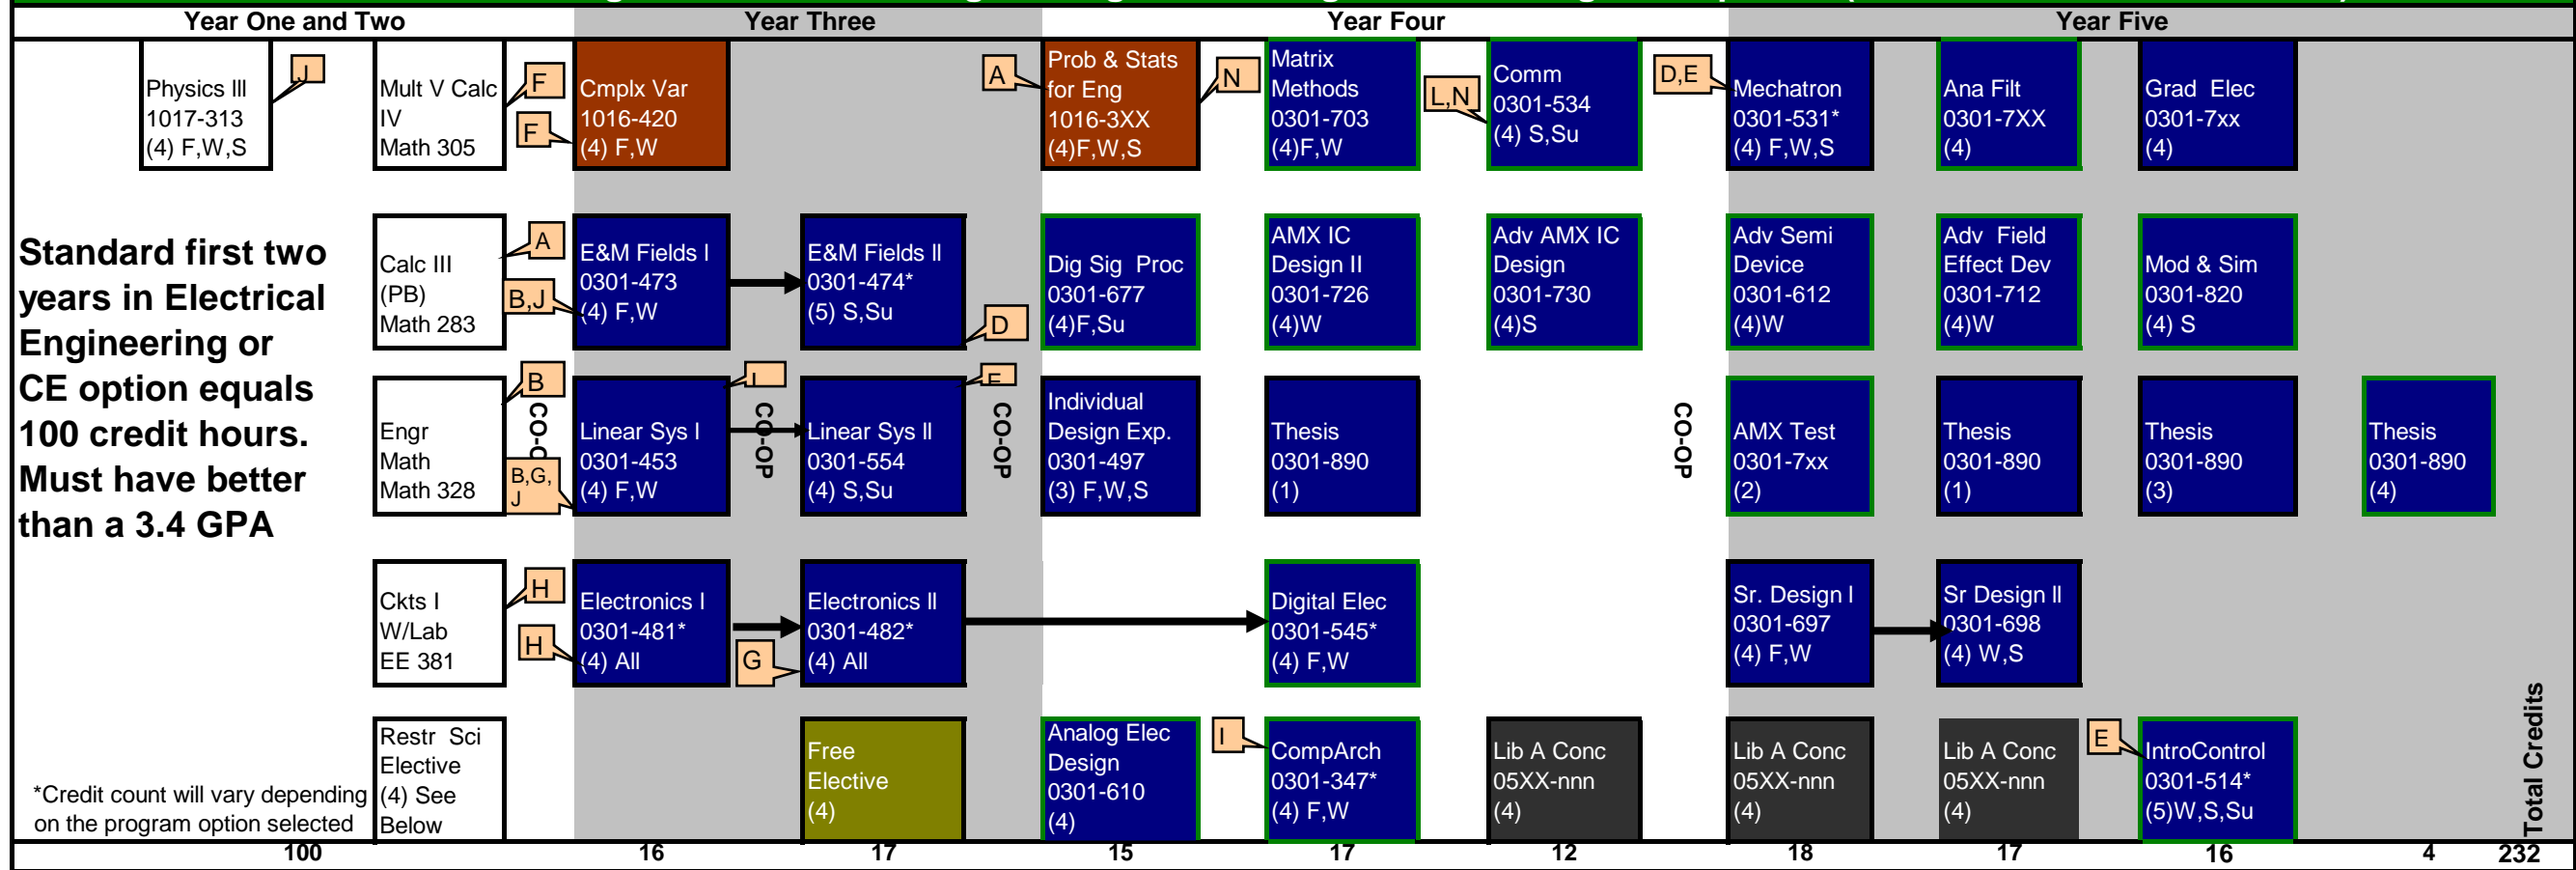 Year One and Two
Year Three
Year Four
Year Five
Physics III
1017-313
(4) F,W,S
J
Mult V Calc
IV
Math 305
F
F
Cmplx Var
1016-420
(4) F,W
A
Prob & Stats
for Eng
1016-3XX
(4)F,W,S
N
Matrix
Methods
0301-703
(4)F,W
L,N
Comm
0301-534
(4) S,Su
D,E
Mechatron
0301-531*
(4) F,W,S
Ana Filt
0301-7XX
(4)
Grad Elec
0301-7xx
(4)
Standard first two
years in Electrical
Engineering or
CE option equals
100 credit hours.
Must have better
than a 3.4 GPA
Calc III
(PB)
Math 283
A
B,J
E&M Fields I
0301-473
(4) F,W
E&M Fields II
0301-474*
(5) S,Su
D
Dig Sig Proc
0301-677
(4)F,Su
AMX IC
Design II
0301-726
(4)W
Adv AMX IC
Design
0301-730
(4)S
Adv Semi
Device
0301-612
(4)W
Adv Field
Effect Dev
0301-712
(4)W
Mod & Sim
0301-820
(4) S
Engr
Math
Math 328
B
B,G,
J
Linear Sys I
0301-453
(4) F,W
CO-OP
Linear Sys II
0301-554
(4) S,Su
E
CO-OP
Individual
Design Exp.
0301-497
(3) F,W,S
Thesis
0301-890
(1)
CO-OP
AMX Test
0301-7xx
(2)
Thesis
0301-890
(1)
Thesis
0301-890
(3)
Thesis
0301-890
(4)
Ckts I
W/Lab
EE 381
H
H
Electronics I
0301-481*
(4) All
G
Electronics II
0301-482*
(4) All
Digital Elec
0301-545*
(4) F,W
Sr. Design I
0301-697
(4) F,W
Sr Design II
0301-698
(4) W,S
*Credit count will vary depending
on the program option selected
Restr Sci
Elective
(4) See
Below
Free
Elective
(4)
Analog Elec
Design
0301-610
(4)
I
CompArch
0301-347*
(4) F,W
Lib A Conc
05XX-nnn
(4)
Lib A Conc
05XX-nnn
(4)
Lib A Conc
05XX-nnn
(4)
E
IntroControl
0301-514*
(5)W,S,Su
Total Credits
100
16
17
15
17
12
18
17
16
4
232